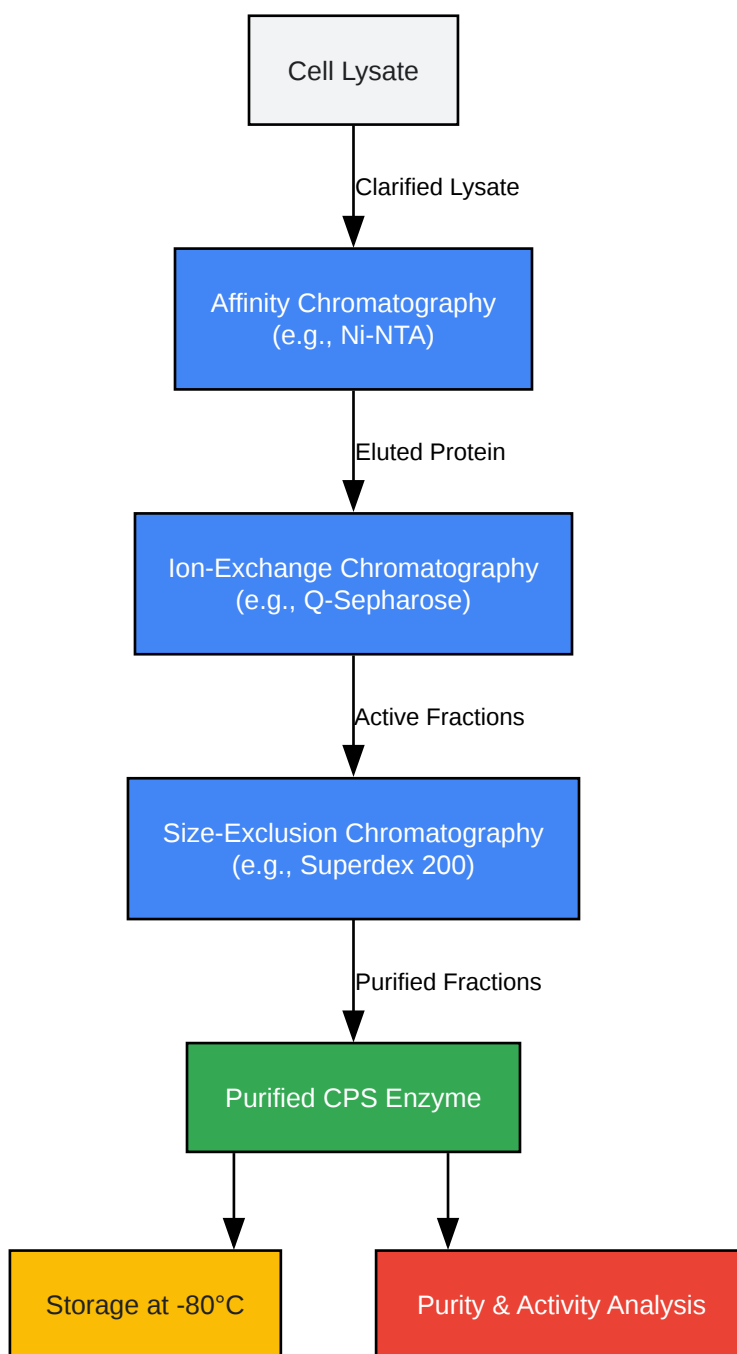 Cell Lysate
Clarified Lysate
Affinity Chromatography
(e.g., Ni-NTA)
Eluted Protein
Ion-Exchange Chromatography
(e.g., Q-Sepharose)
Active Fractions
Size-Exclusion Chromatography
(e.g., Superdex 200)
Purified Fractions
Purified CPS Enzyme
Storage at -80°C
Purity & Activity Analysis